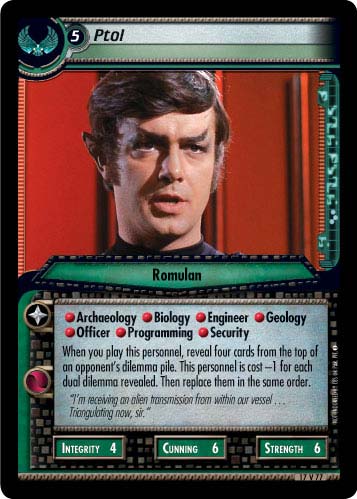 5 Ptol
Romulan
Archaeology Biology Engineer Geology
Officer Programming Security
When you play this personnel, reveal four cards from the top of
an opponent's dilemma pile. This personnel is cost -1 for each
dual dilemma revealed. Then replace them in the same order.
"I'm receiving an alien transmission from within our vessel . . .
Triangulating now, sir."
INTEGRITY 4 CUNNING 6 STRENGTH 6
17 V 77